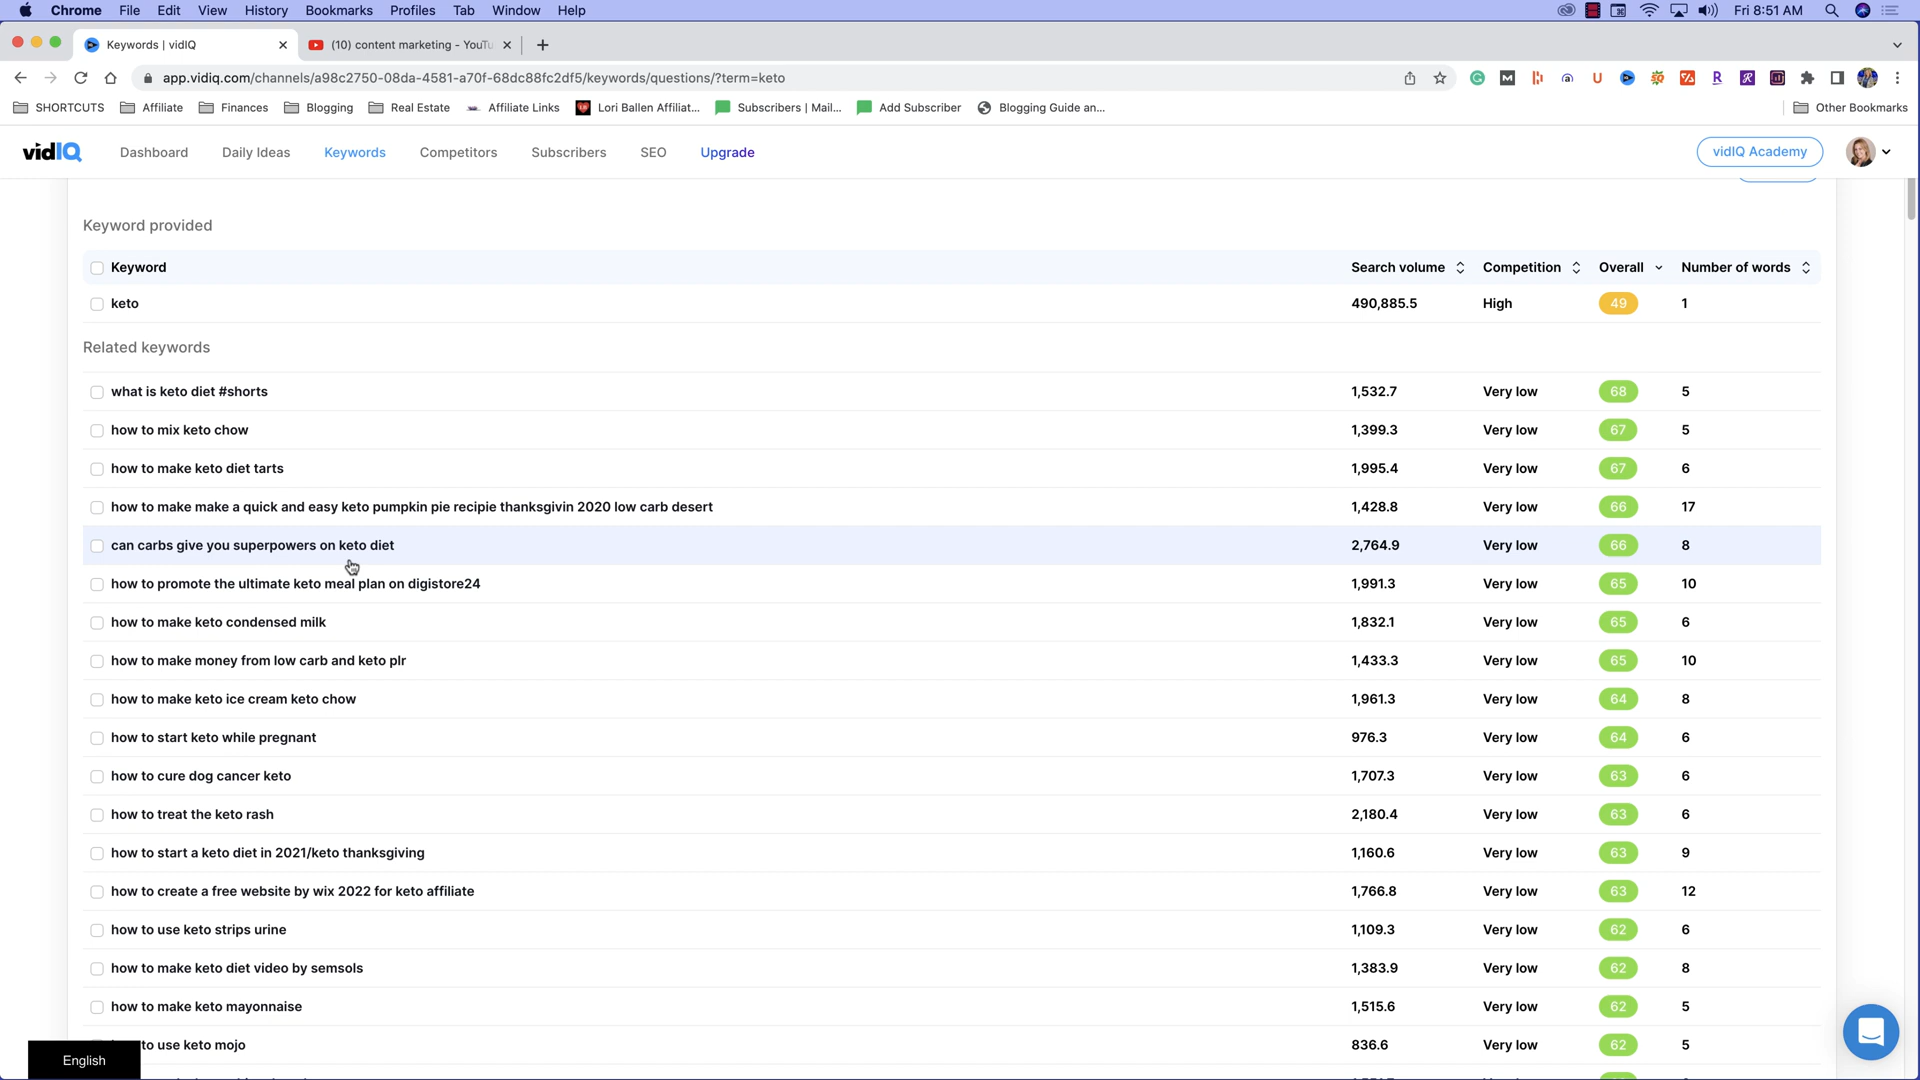 Chrome File Edit View History Bookmarks Profiles Tab Window Help Fri 8:51 AM
Keywords | vidIQ (10) content marketing - YouTu
app.vidiq.com/channels/a98c2750-08da-4581-a70f-68dc88fc2df5/keywords/questions/?term=keto
SHORTCUTS Affiliate Finances Blogging Real Estate Affiliate Links Lori Ballen Affiliat... Subscribers | Mail... Add Subscriber Blogging Guide an... Other Bookmarks
vidIQ Dashboard Daily Ideas Keywords Competitors Subscribers SEO Upgrade vidIQ Academy
Keyword provided
Keyword Search volume Competition Overall Number of words
keto 490,885.5 High 49 1
Related keywords
what is keto diet #shorts 1,532.7 Very low 68 5
how to mix keto chow 1,399.3 Very low 67 5
how to make keto diet tarts 1,995.4 Very low 67 6
how to make make a quick and easy keto pumpkin pie recipie thanksgivin 2020 low carb desert 1,428.8 Very low 66 17
can carbs give you superpowers on keto diet 2,764.9 Very low 66 8
how to promote the ultimate keto meal plan on digistore24 1,991.3 Very low 65 10
how to make keto condensed milk 1,832.1 Very low 65 6
how to make money from low carb and keto plr 1,433.3 Very low 65 10
how to make keto ice cream keto chow 1,961.3 Very low 64 8
how to start keto while pregnant 976.3 Very low 64 6
how to cure dog cancer keto 1,707.3 Very low 63 6
how to treat the keto rash 2,180.4 Very low 63 6
how to start a keto diet in 2021/keto thanksgiving 1,160.6 Very low 63 9
how to create a free website by wix 2022 for keto affiliate 1,766.8 Very low 63 12
how to use keto strips urine 1,109.3 Very low 62 6
how to make keto diet video by semsols 1,383.9 Very low 62 8
how to make keto mayonnaise 1,515.6 Very low 62 5
to use keto mojo 836.6 Very low 62 5
English